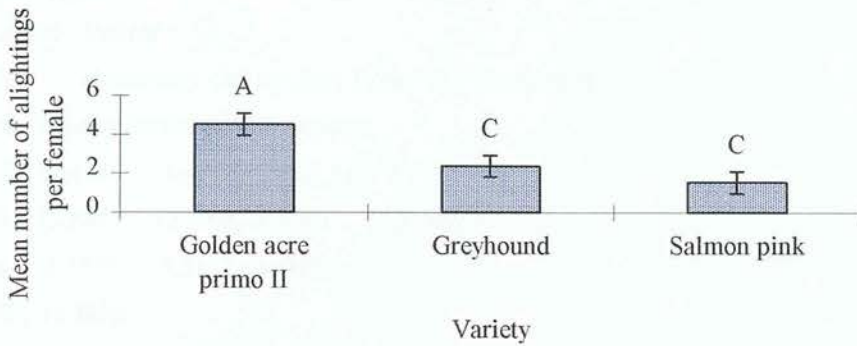 Mean number of alightings
per female
6
4
2
0
A
C
C
Golden acre
primo II
Greyhound
Salmon pink
Variety